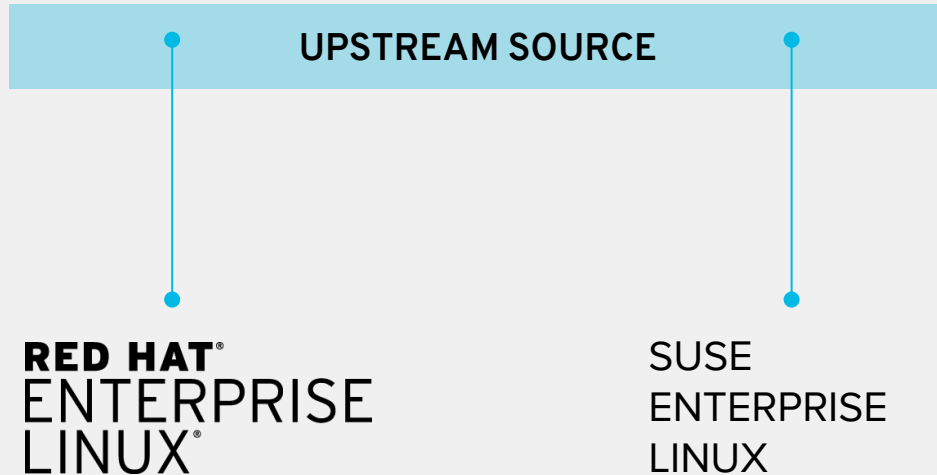 UPSTREAM SOURCE
RED HAT®
ENTERPRISE
LINUX®
SUSE
ENTERPRISE
LINUX